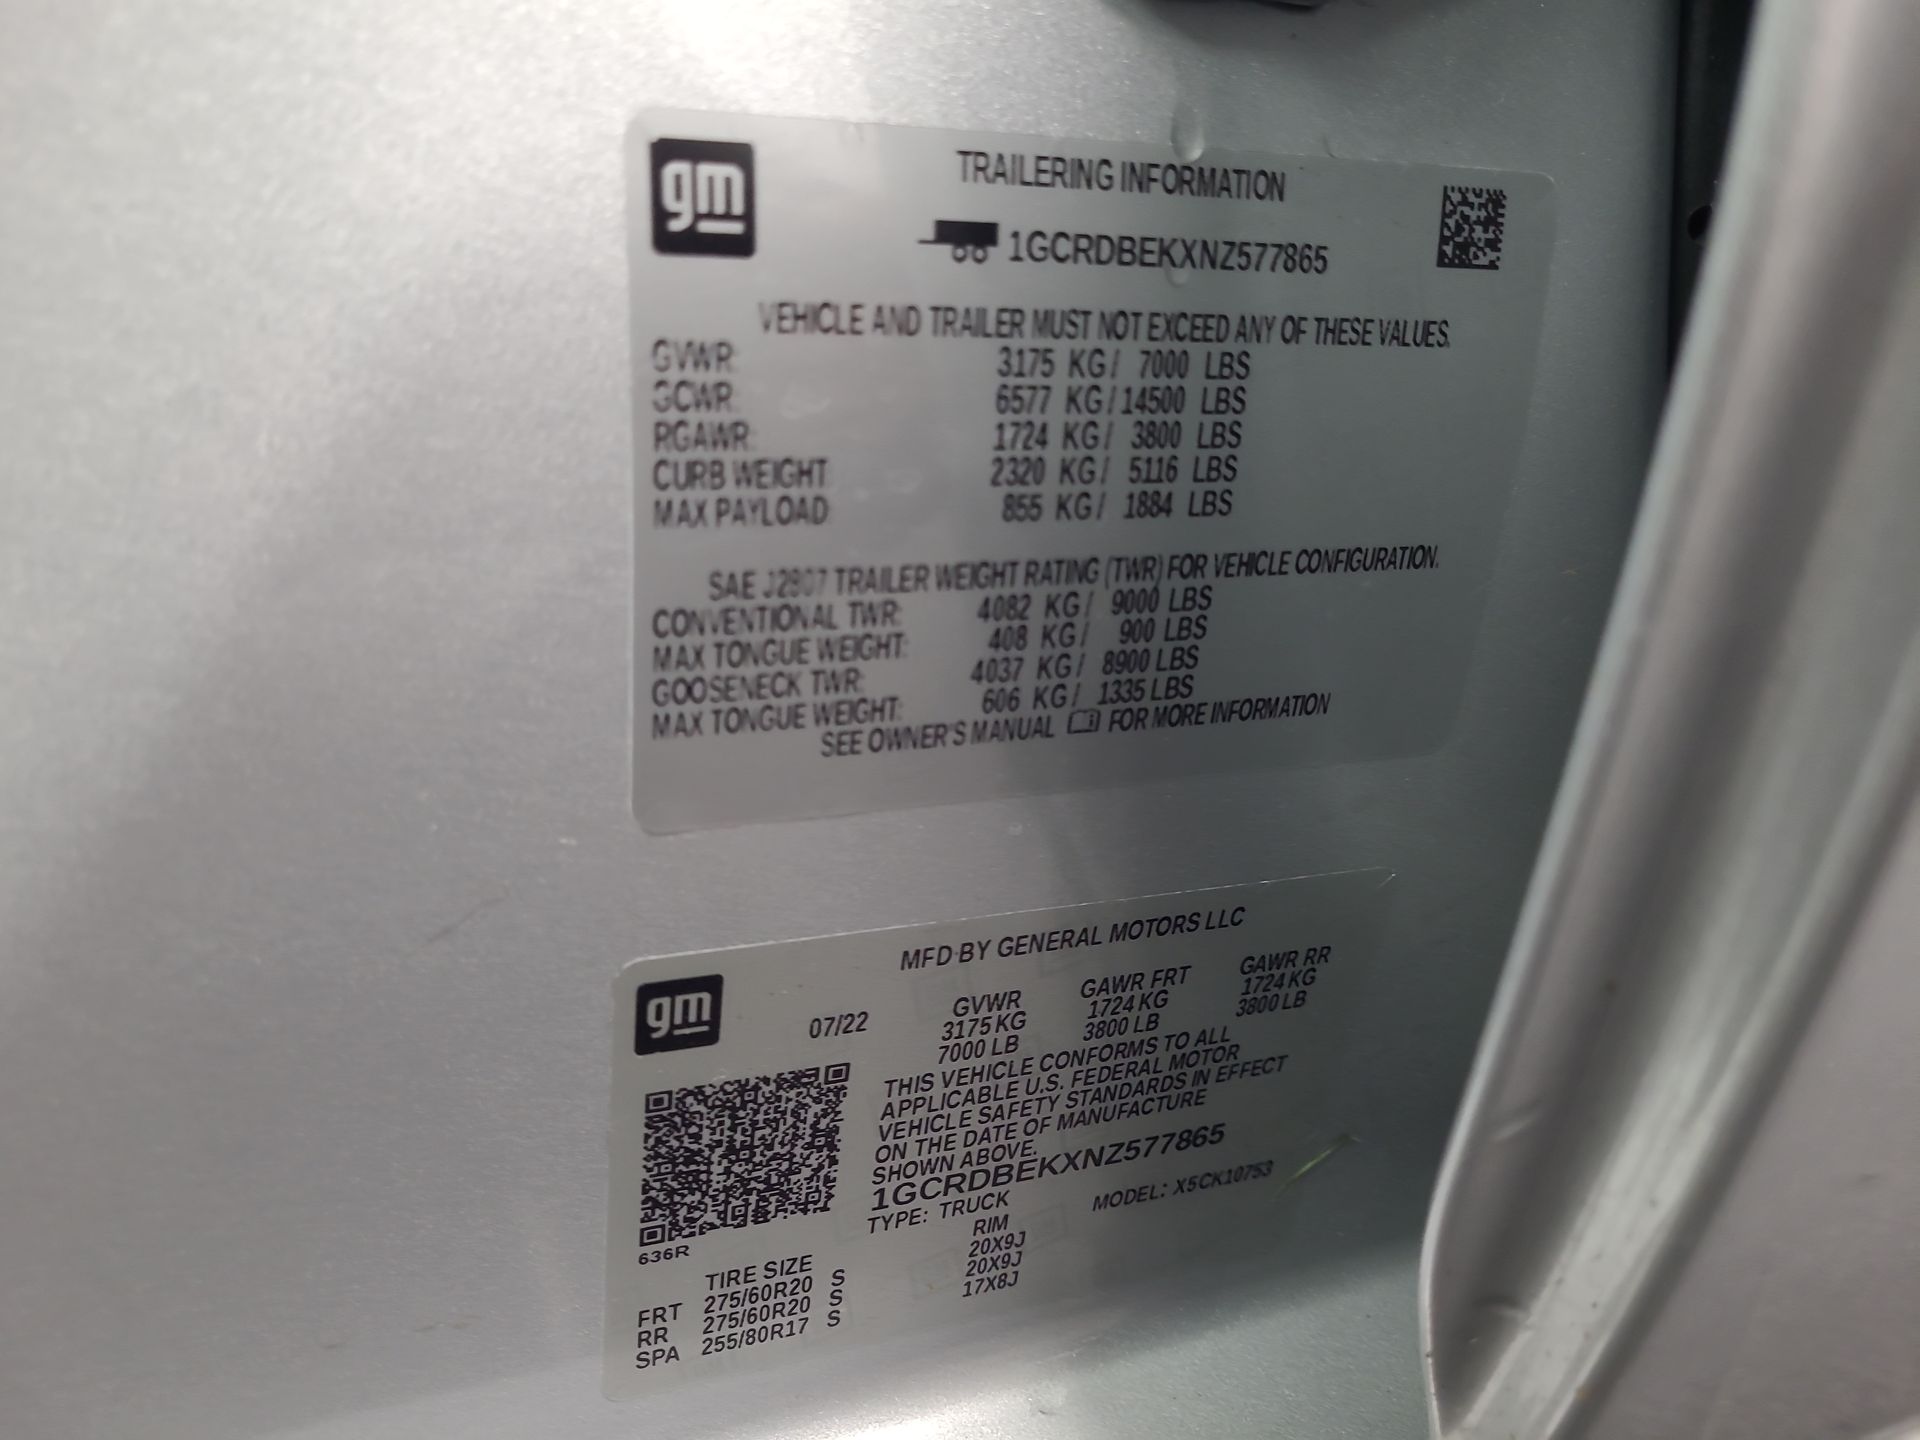 gm
TRAILERING INFORMATION
1GCRDBEKXNZ577865
VEHICLE AND TRAILER MUST NOT EXCEED ANY OF THESE VALUES.
GVWR: 3175 KG/ 7000 LBS
GCWR: 6577 KG/14500 LBS
RGAWR: 1724 KG/ 3800 LBS
CURB WEIGHT: 2320 KG/ 5116 LBS
MAX PAYLOAD: 855 KG/ 1884 LBS
SAE J2807 TRAILER WEIGHT RATING (TWR) FOR VEHICLE CONFIGURATION.
CONVENTIONAL TWR: 4082 KG/ 9000 LBS
MAX TONGUE WEIGHT: 408 KG/ 900 LBS
GOOSENECK TWR: 4037 KG/ 8900 LBS
MAX TONGUE WEIGHT: 606 KG/ 1335 LBS
SEE OWNER'S MANUAL FOR MORE INFORMATION
gm
MFD BY GENERAL MOTORS LLC
07/22 GVWR GAWR FRT GAWR RR
3175 KG 1724 KG 1724 KG
7000 LB 3800 LB 3800 LB
THIS VEHICLE CONFORMS TO ALL
APPLICABLE U.S. FEDERAL MOTOR
VEHICLE SAFETY STANDARDS IN EFFECT
ON THE DATE OF MANUFACTURE
SHOWN ABOVE.
1GCRDBEKXNZ577865
TYPE: TRUCK MODEL: X5CK10753
636R
TIRE SIZE RIM
FRT 275/60R20 S 20X9J
RR 275/60R20 S 20X9J
SPA 255/80R17 S 17X8J